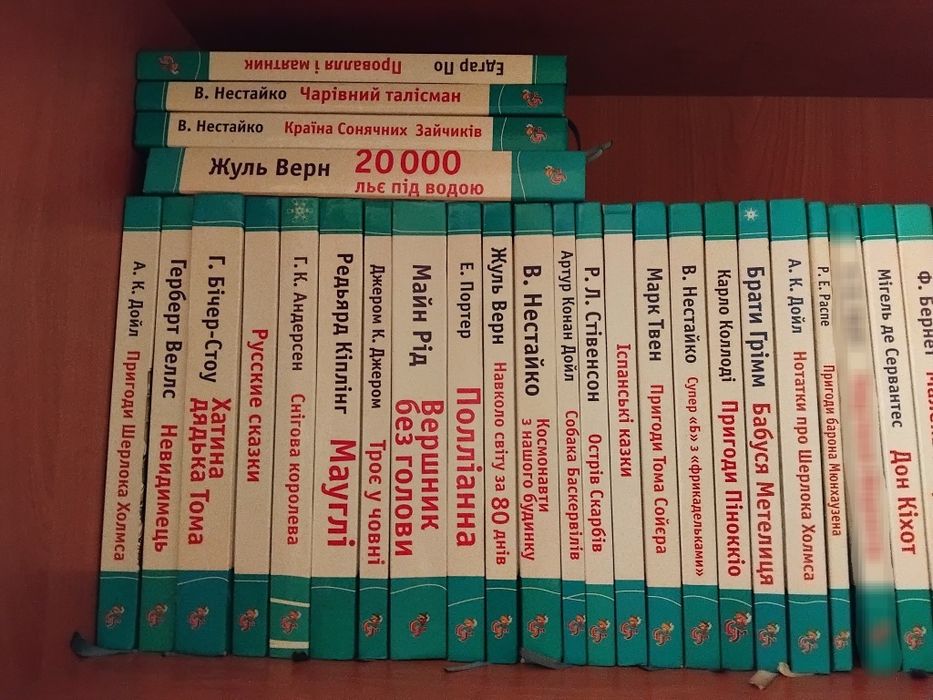 Едгар По Провалля і маятник
В. Нестайко Чарівний талісман
В. Нестайко Країна Сонячних Зайчиків
Жуль Верн 20 000
льє під водою
А. К. Дойл Пригоди Шерлока Холмса
Герберт Веллс Невидимець
Г. Бічер-Стоу Хатина
дядька Тома
Русские сказки
Г. К. Андерсен Снігова королева
Редьярд Кіплінг Мауглі
Джером К. Джером Троє у човні
Майн Рід Вершник
без голови
Е. Портер Полліанна
Жуль Верн Навколо світу за 80 днів
В. Нестайко Космонавти
з нашого будинку
Артур Конан Дойл Собака Баскервілів
Р. Л. Стівенсон Острів Скарбів
Іспанські казки
Марк Твен Пригоди Тома Сойєра
В. Нестайко Супер «Б» з «фрикадельками»
Карло Коллоді Пригоди Піноккіо
Брати Грімм Бабуся Метелиця
А. К. Дойл Нотатки про Шерлока Холмса
Р. Е. Распе Пригоди барона Мюнхаузена
Мігель де Сервантес Дон Кіхот
Ф. Бернет